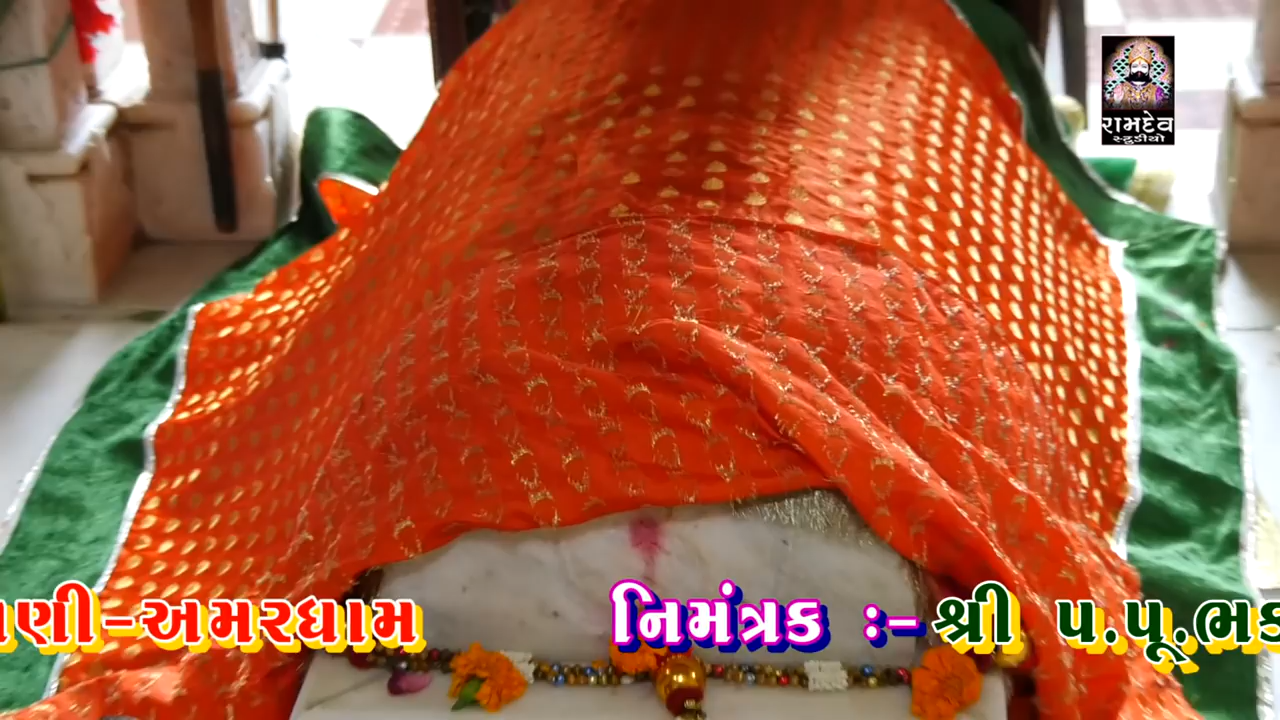 રામદેવ
સ્ટુડીયો
ણી-અમરધામ નિમંત્રક :- શ્રી પ.પૂ.ભક